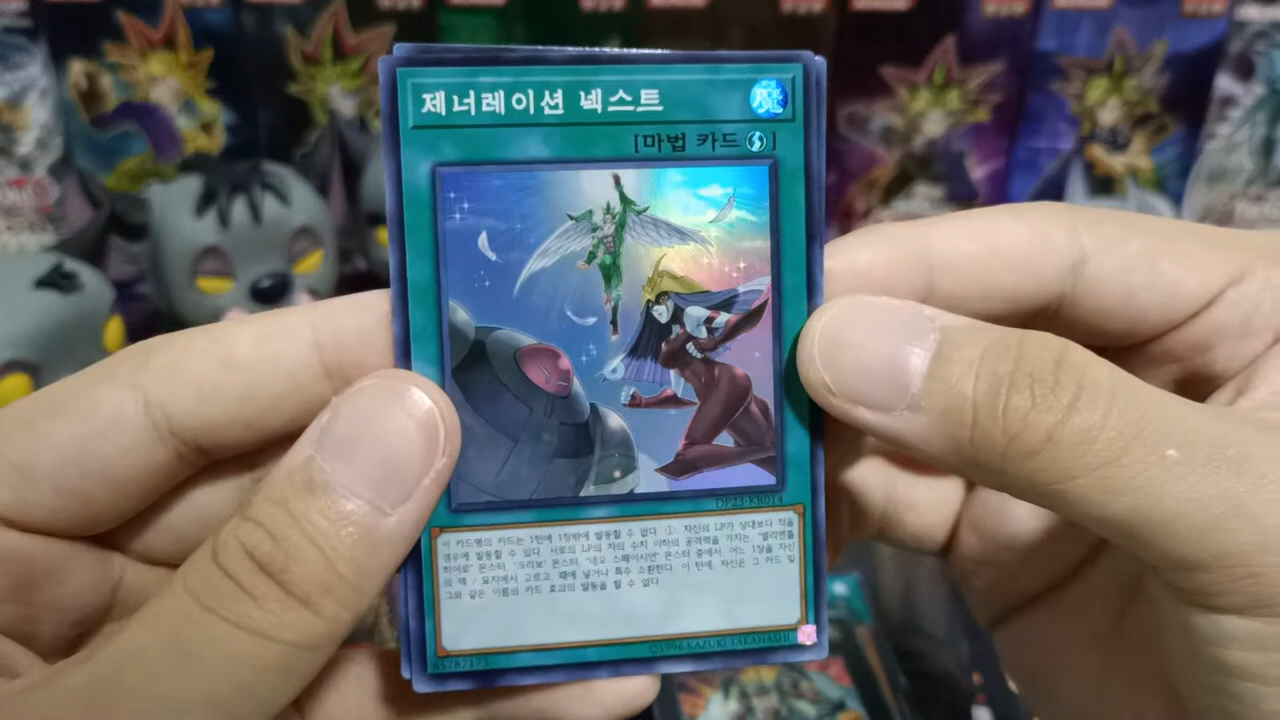 제너레이션 넥스트
魔
[마법 카드]
DP23-KR014
이 카드명의 카드는 1턴에 1장밖에 발동할 수 없다. ①: 자신의 LP가 상대보다 적을
경우에 발동할 수 있다. 서로의 LP의 차의 수치 이하의 공격력을 가지는, "엘리멘틀
히어로" 몬스터, "크리보" 몬스터, "네오 스페이시언" 몬스터 중에서, 어느 1장을 자신
의 덱 / 묘지에서 고르고, 패에 넣거나 특수 소환한다. 이 턴에, 자신은 그 카드 및
그와 같은 이름의 카드 효과의 발동을 할 수 없다.
85787173
©1996 KAZUKI TAKAHASHI